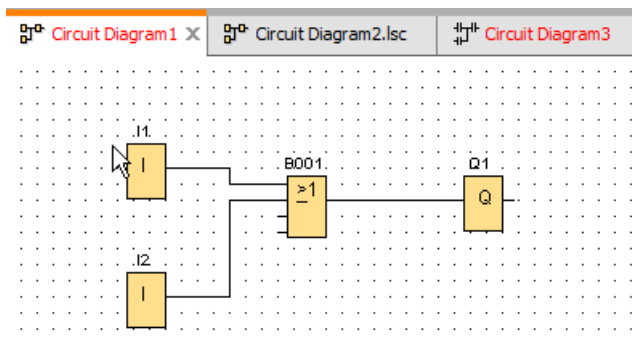 Circuit Diagram1 Circuit Diagram2.lsc Circuit Diagram3
I1
I
B001
≥1
Q1
Q
I2
I